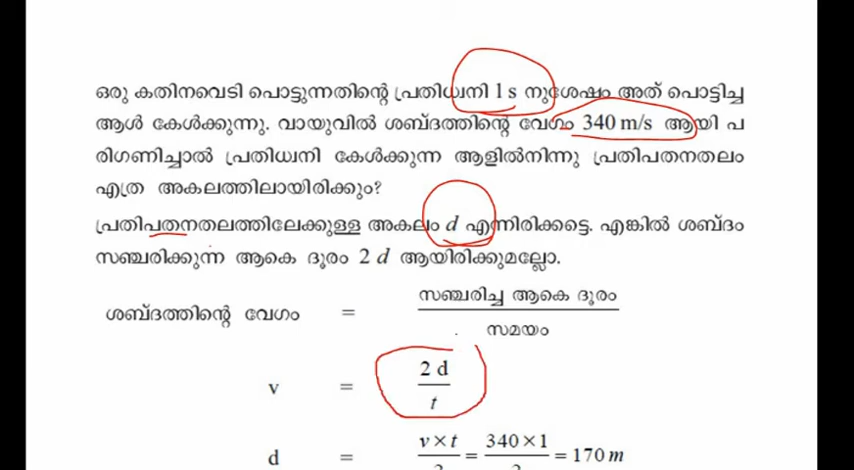 ഒരു കതിനവെടി പൊട്ടുന്നതിന്റെ പ്രതിധ്വനി 1 s നുശേഷം അത് പൊട്ടിച്ച
ആൾ കേൾക്കുന്നു. വായുവിൽ ശബ്ദത്തിന്റെ വേഗം 340 m/s ആയി പ
രിഗണിച്ചാൽ പ്രതിധ്വനി കേൾക്കുന്ന ആളിൽനിന്നു പ്രതിപതനതലം
എത്ര അകലത്തിലായിരിക്കും?
പ്രതിപതനതലത്തിലേക്കുള്ള അകലം d എന്നിരിക്കട്ടെ. എങ്കിൽ ശബ്ദം
സഞ്ചരിക്കുന്ന ആകെ ദൂരം 2 d ആയിരിക്കുമല്ലോ.
ശബ്ദത്തിന്റെ വേഗം = സഞ്ചരിച്ച ആകെ ദൂരം / സമയം
v = 2 d / t
d = v × t / 2 = 340 × 1 / 2 = 170 m